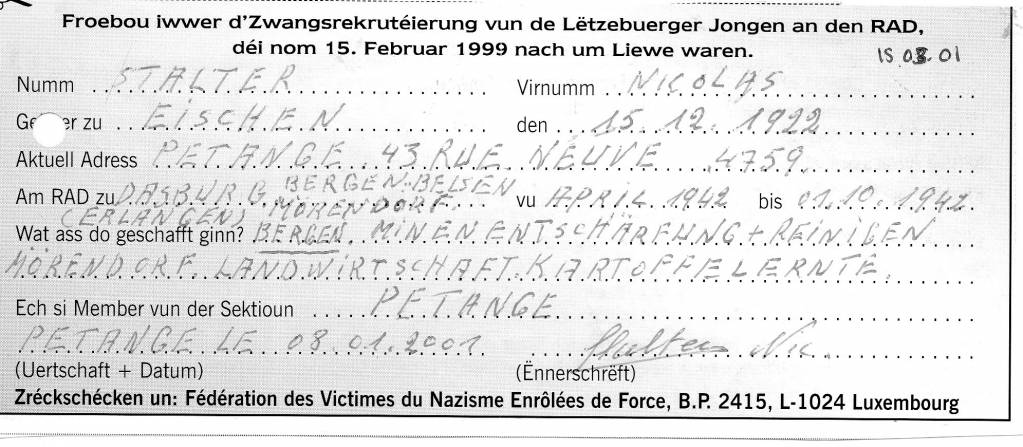 Froebou iwwer d'Zwangsrekrutéierung vun de Lëtzebuerger Jongen an den RAD,
déi nom 15. Februar 1999 nach um Liewe waren.
15 03.01
Numm STALTER Virnumm NICOLAS
zu EISCHEN den 15.12.1922
Aktuell Adress PETANGE 43 RUE NEUVE 4759
Am RAD zu DASBURG BERGEN-BELSEN vu APRIL 1942 bis 01.10.1942
(ERLANGEN) MÖRENDORF
Wat ass do geschafft ginn? BERGEN MINENENTSCHÄRFUNG + REINIGEN
MÖRENDORF LANDWIRTSCHAFT KARTOFFELERNTE
Ech si Member vun der Sektioun PETANGE
PETANGE LE 08.01.2001 Stalter Nic.
(Uertschaft + Datum) (Ënnerschrëft)
Zréckschécken un: Fédération des Victimes du Nazisme Enrôlées de Force, B.P. 2415, L-1024 Luxembourg